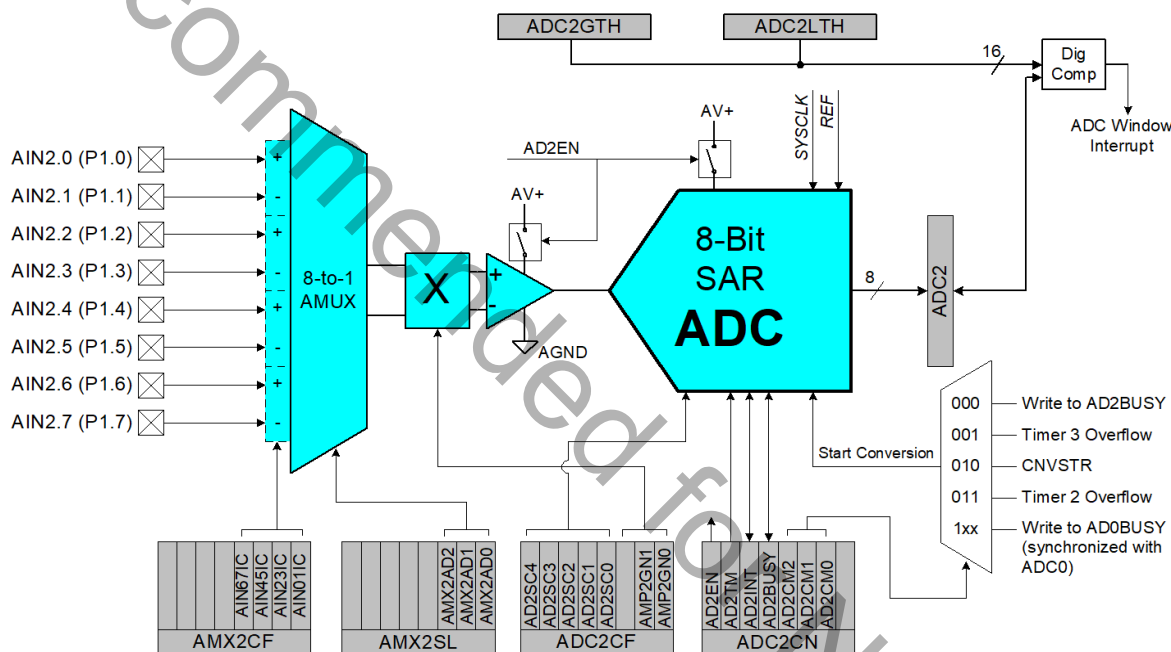 ADC2GTH
ADC2LTH
16
Dig
Comp
ADC Window
Interrupt
AV+
SYSCLK
REF
AD2EN
AV+
AIN2.0 (P1.0)
AIN2.1 (P1.1)
AIN2.2 (P1.2)
AIN2.3 (P1.3)
AIN2.4 (P1.4)
AIN2.5 (P1.5)
AIN2.6 (P1.6)
AIN2.7 (P1.7)
+
-
+
-
+
-
+
-
8-to-1
AMUX
X
+
-
AGND
8-Bit
SAR
ADC
8
ADC2
Start Conversion
000
Write to AD2BUSY
001
Timer 3 Overflow
010
CNVSTR
011
Timer 2 Overflow
1xx
Write to AD0BUSY
(synchronized with
ADC0)
AIN67IC
AIN45IC
AIN23IC
AIN01IC
AMX2CF
AMX2AD2
AMX2AD1
AMX2AD0
AMX2SL
AD2SC4
AD2SC3
AD2SC2
AD2SC1
AD2SC0
AMP2GN1
AMP2GN0
ADC2CF
AD2EN
AD2TM
AD2INT
AD2BUSY
AD2CM2
AD2CM1
AD2CM0
ADC2CN
commended for N